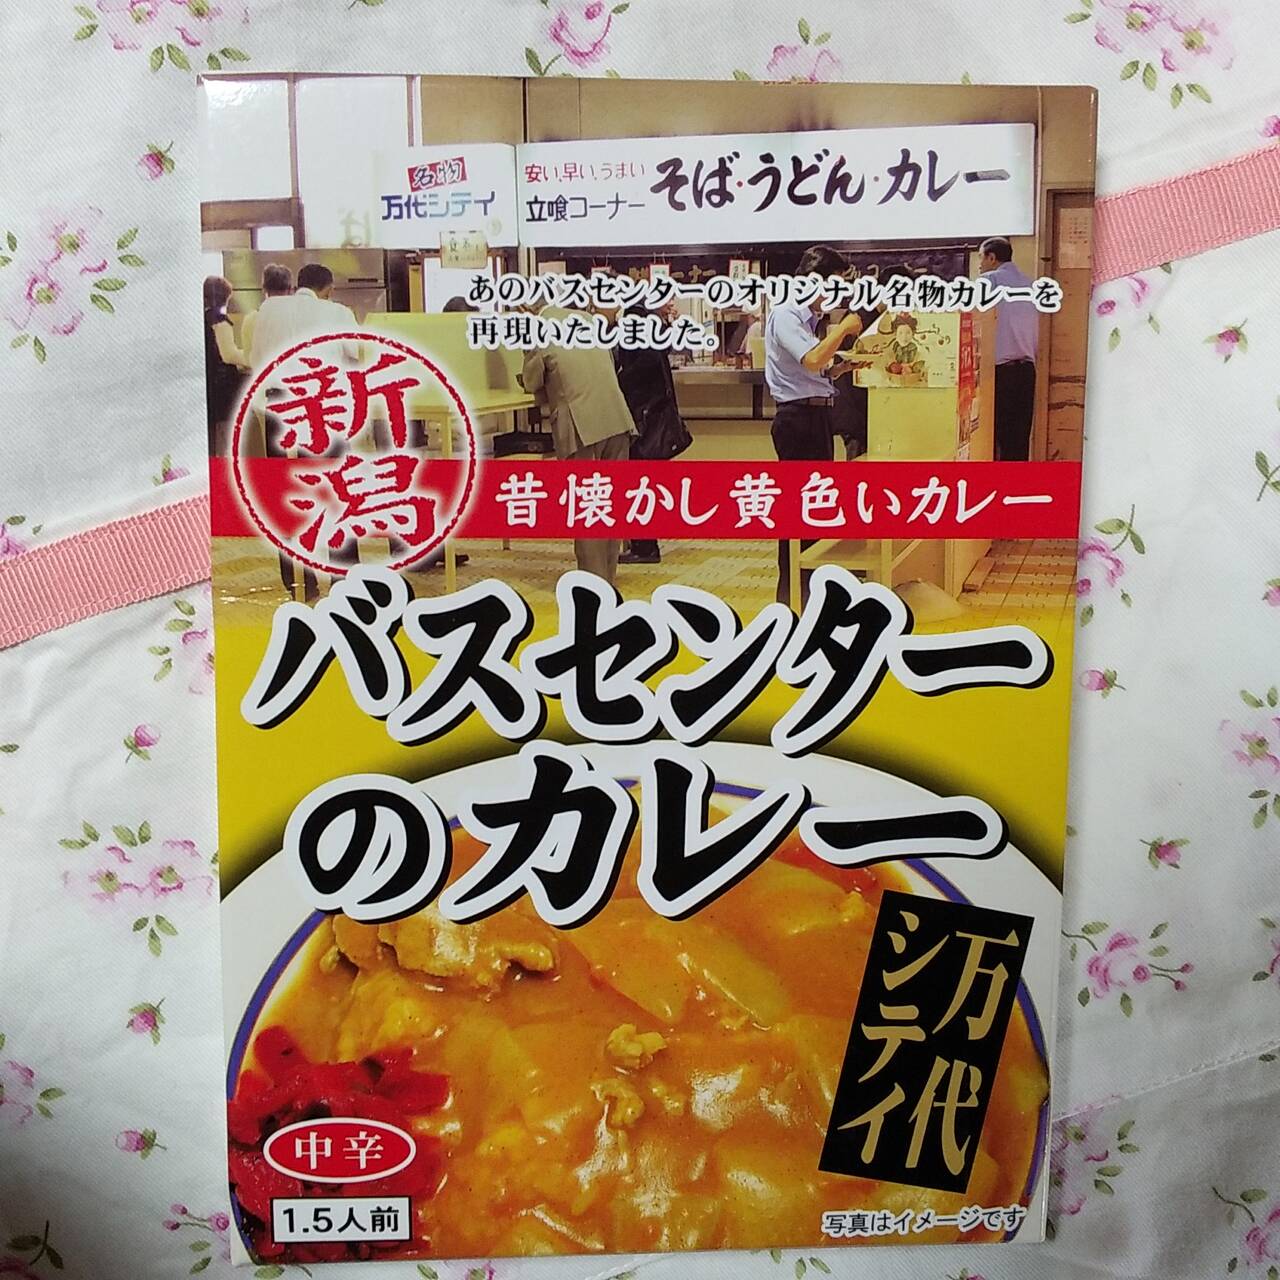 名物
万代シテイ
安い、早い、うまい
立喰コーナー
そば・うどん・カレー
あのバスセンターのオリジナル名物カレーを
再現いたしました。
新潟
昔懐かし黄色いカレー
バスセンター
のカレー
万代
シテイ
中辛
1.5人前
写真はイメージです